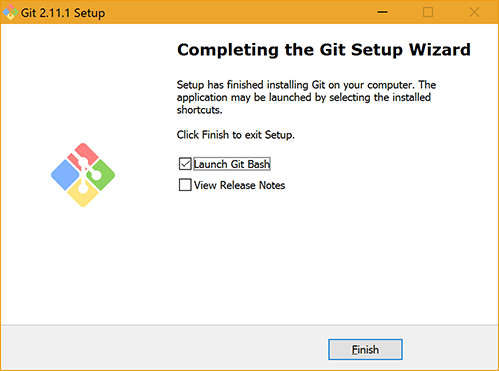 Git 2.11.1 Setup
Completing the Git Setup Wizard
Setup has finished installing Git on your computer. The
application may be launched by selecting the installed
shortcuts.
Click Finish to exit Setup.
Launch Git Bash
View Release Notes
Finish